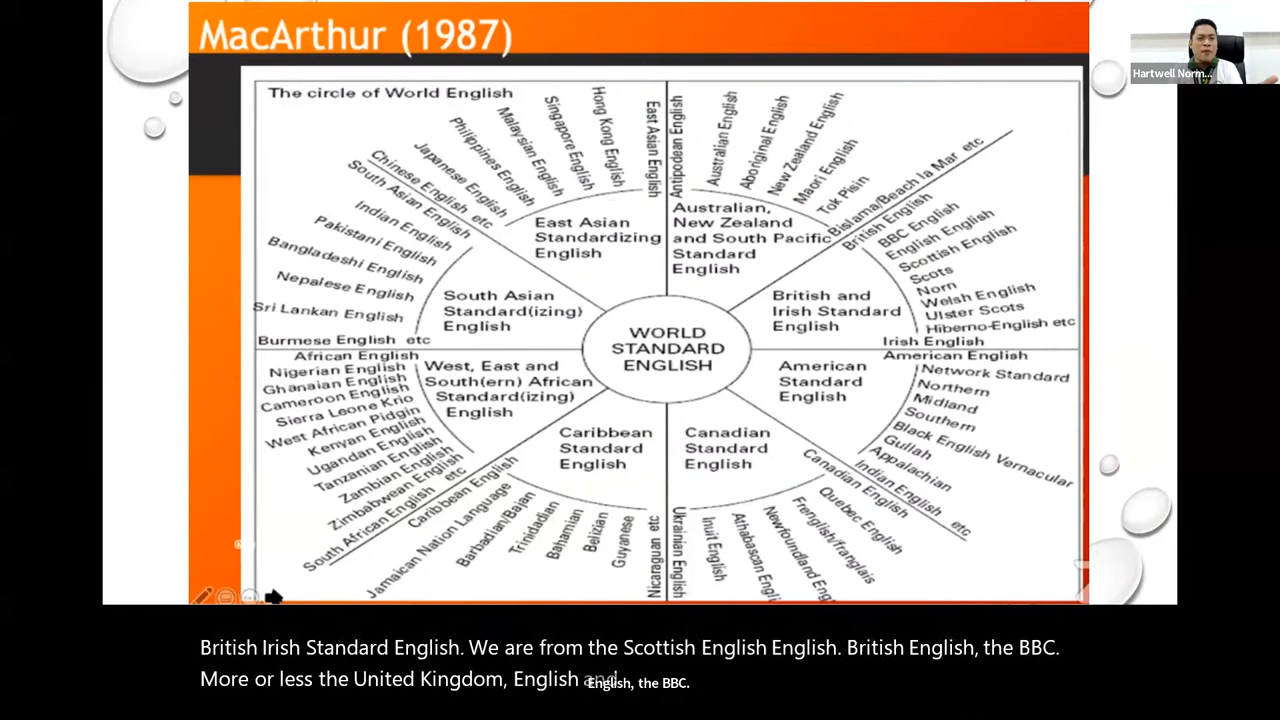 MacArthur (1987)
Hartwell Norm...
The circle of World English
East Asian English
Hong Kong English
Singapore English
Malaysian English
Philippines English
Japanese English
Chinese English etc
East Asian
Standardizing
English
Antipodean English
Australian English
Aboriginal English
New Zealand English
Maori English
Tok Pisin
Bislama/Beach la Mar etc
Australian,
New Zealand
and South Pacific
Standard
English
British English
BBC English
English English
Scottish English
Scots
Norn
Welsh English
Ulster Scots
Hiberno-English etc
Irish English
British and
Irish Standard
English
South Asian English
Indian English
Pakistani English
Bangladeshi English
Nepalese English
Sri Lankan English
Burmese English etc
South Asian
Standard(izing)
English
WORLD
STANDARD
ENGLISH
African English
Nigerian English
Ghanaian English
Cameroon English
Sierra Leone Krio
West African Pidgin
Kenyan English
Ugandan English
Tanzanian English
Zambian English
Zimbabwean English
South African English etc
West, East and
South(ern) African
Standard(izing)
English
American English
Network Standard
Northern
Midland
Southern
Black English Vernacular
Gullah
Appalachian
Indian English etc
American
Standard
English
Caribbean English
Jamaican Nation Language
Barbadian/Bajan
Trinidadian
Bahamian
Belizian
Guyanese
Nicaraguan etc
Caribbean
Standard
English
Canadian English
Quebec English
Frenglish/franglais
Newfoundland Eng
Athabascan Engli
Inuit English
Ukrainian English
Canadian
Standard
English
British Irish Standard English. We are from the Scottish English English. British English, the BBC.
More or less the United Kingdom, English and
English, the BBC.